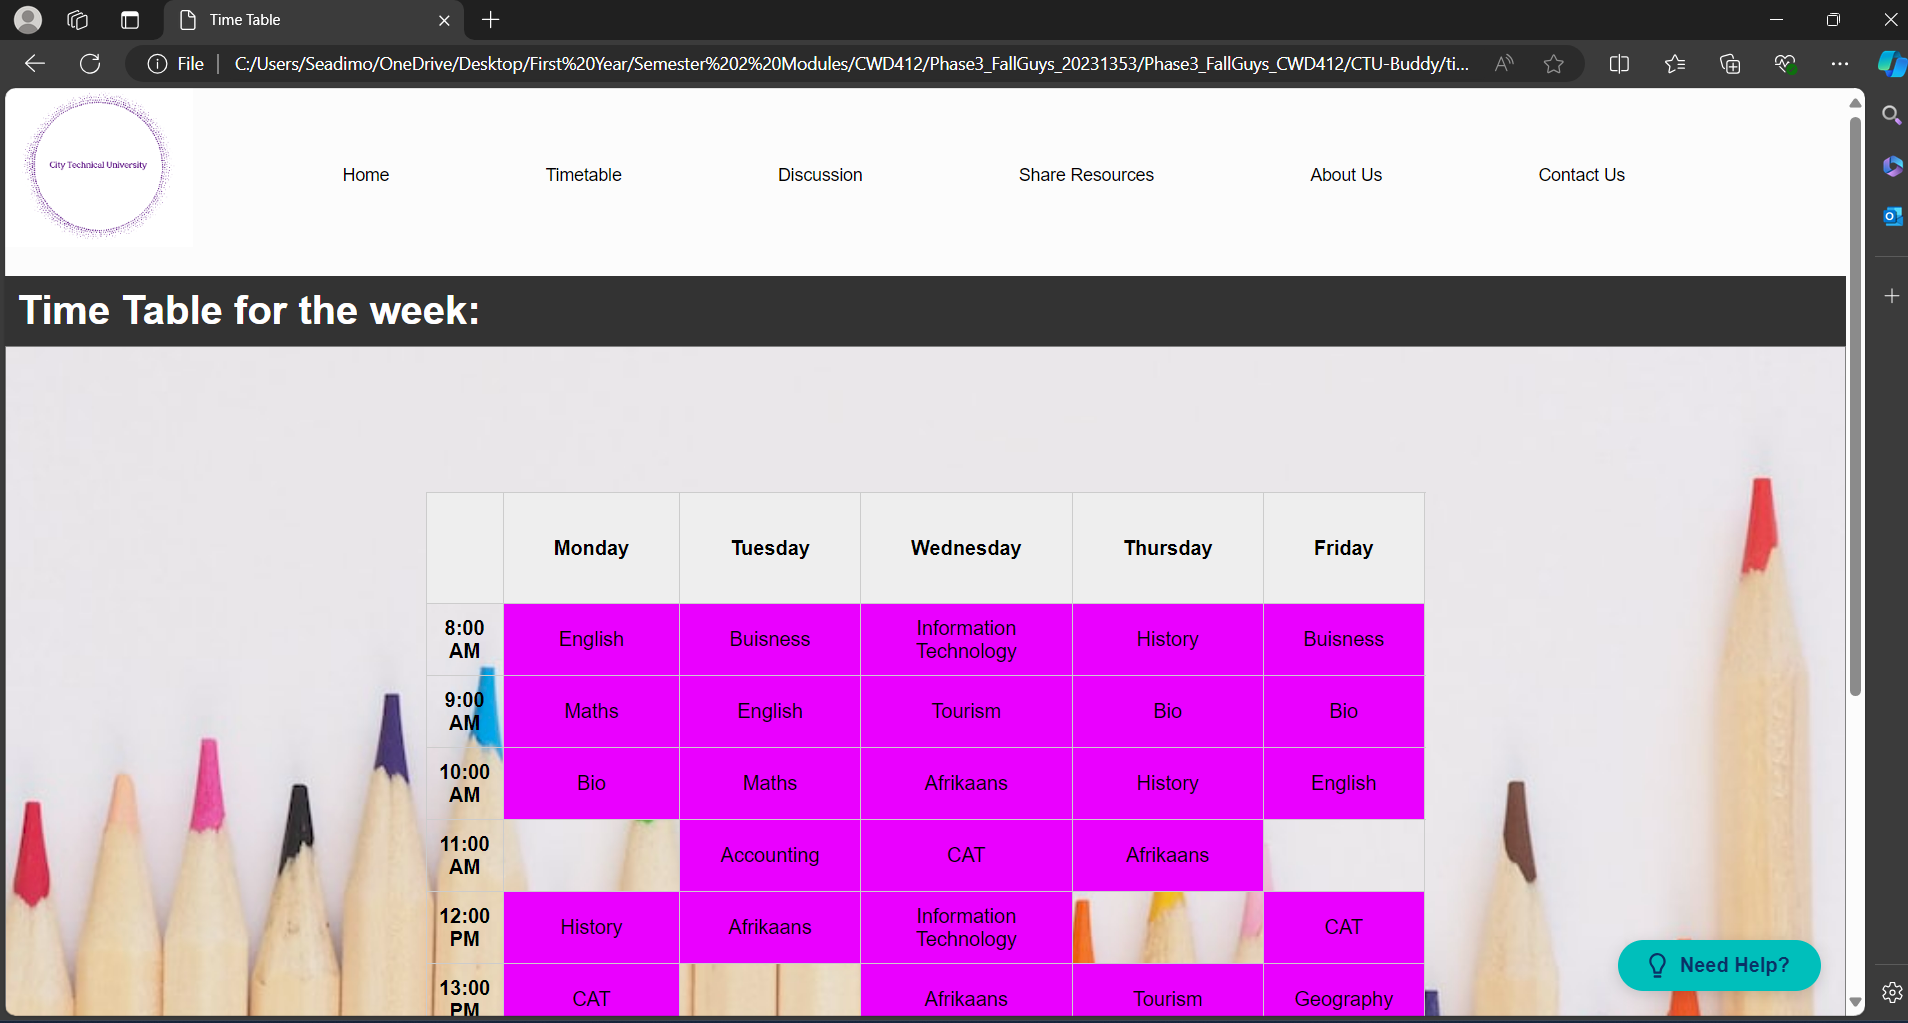 Time Table
File
C:/Users/Seadimo/OneDrive/Desktop/First%20Year/Semester%202%20Modules/CWD412/Phase3_FallGuys_20231353/Phase3_FallGuys_CWD412/CTU-Buddy/ti...
City Technical University
Home Timetable Discussion Share Resources About Us Contact Us
Time Table for the week:
Monday Tuesday Wednesday Thursday Friday
8:00
AM
English Buisness
Information
Technology
History Buisness
9:00
AM
Maths English Tourism Bio Bio
10:00
AM
Bio Maths Afrikaans History English
11:00
AM
Accounting CAT Afrikaans
12:00
PM
History Afrikaans
Information
Technology
CAT
13:00
PM
CAT Afrikaans Tourism Geography
Need Help?